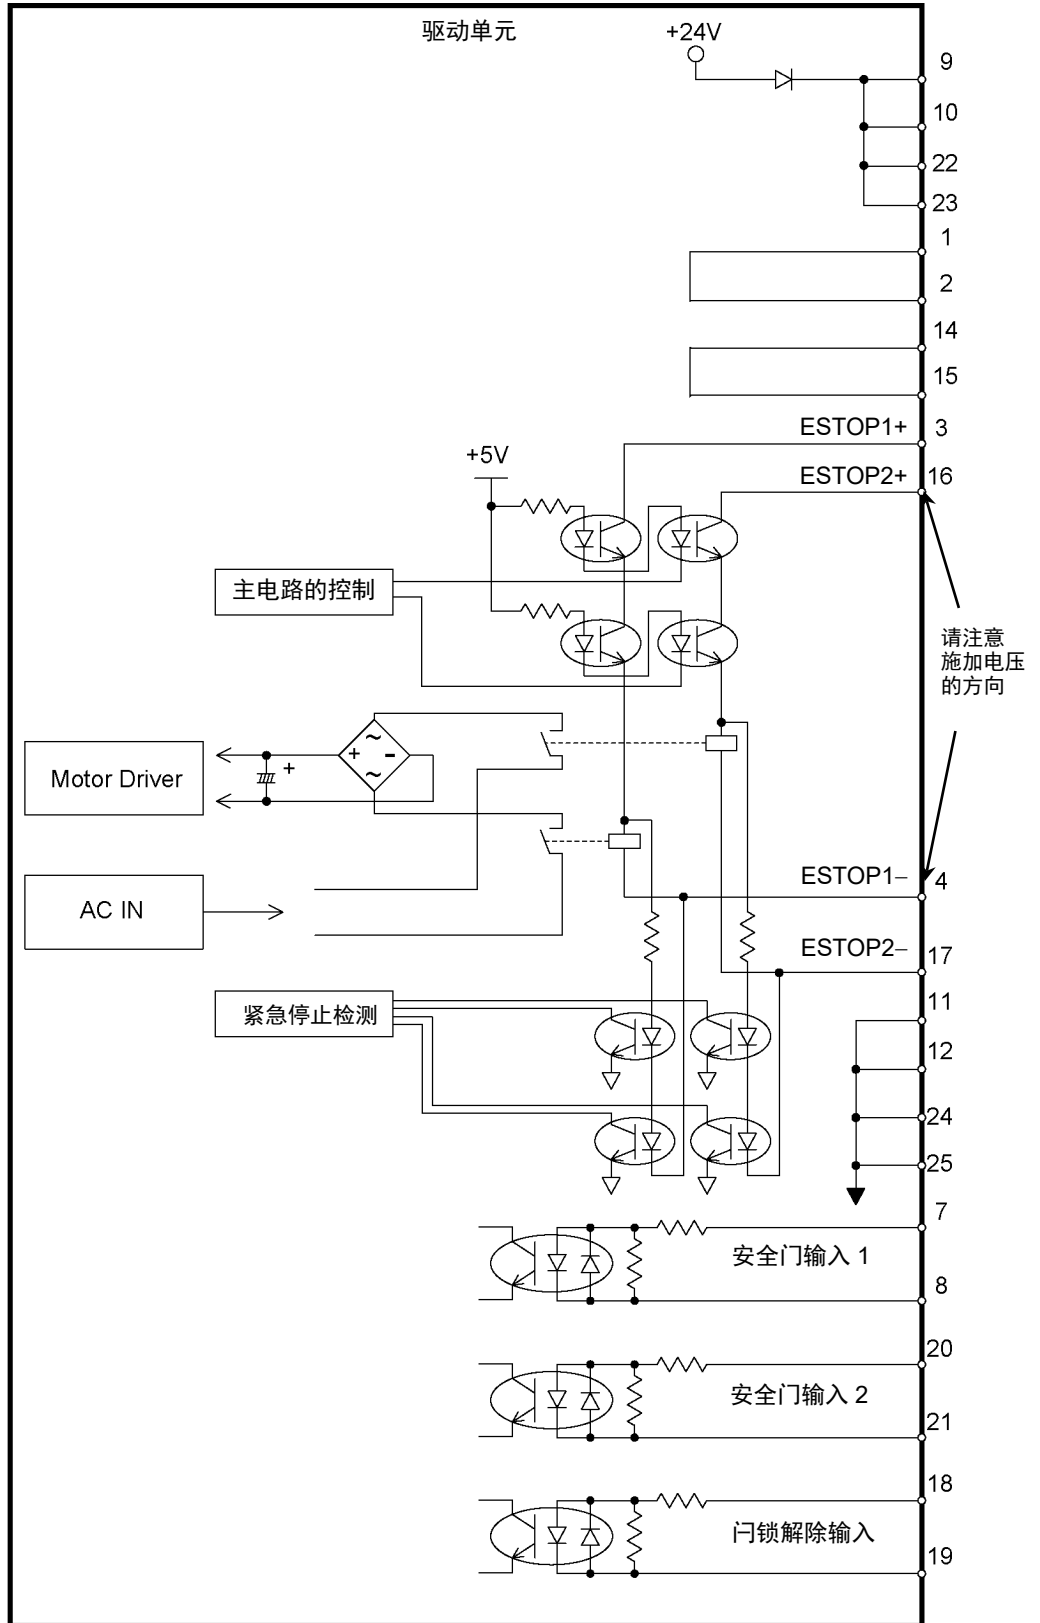 驱动单元
+24V
9
10
22
23
1
2
14
15
ESTOP1+
3
+5V
ESTOP2+
16
主电路的控制
请注意
施加电压
的方向
Motor Driver
+
~
-
~
+
ESTOP1–
4
AC IN
ESTOP2–
17
紧急停止检测
11
12
24
25
7
安全门输入 1
8
20
安全门输入 2
21
18
闩锁解除输入
19